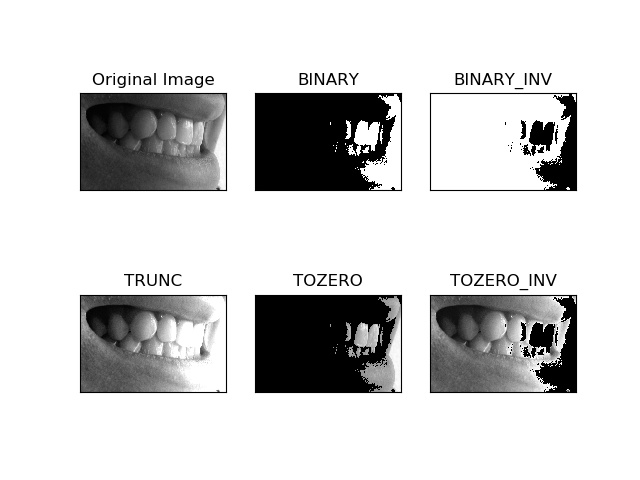 Original Image
BINARY
BINARY_INV
TRUNC
TOZERO
TOZERO_INV